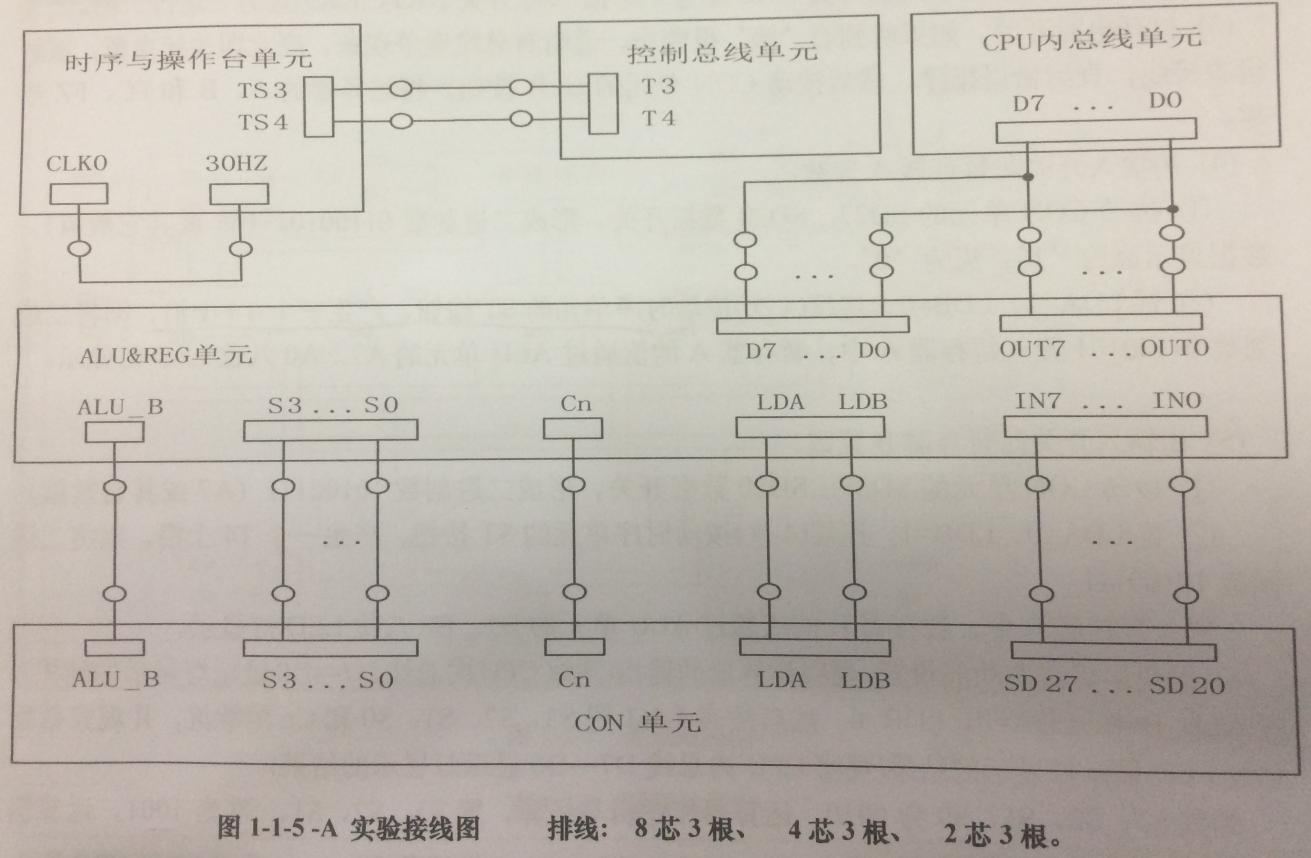 时序与操作台单元
TS3
TS4
CLK0
30HZ
控制总线单元
T3
T4
CPU内总线单元
D7 ... D0
D7 ... D0
OUT7 ... OUT0
ALU&REG单元
ALU_B
S3...S0
Cn
LDA LDB
IN7 ... IN0
...
...
...
...
ALU_B
S3...S0
Cn
LDA LDB
SD 27 ... SD 20
CON 单元
图 1-1-5 -A 实验接线图 排线: 8 芯 3 根、 4 芯 3 根、 2 芯 3 根。